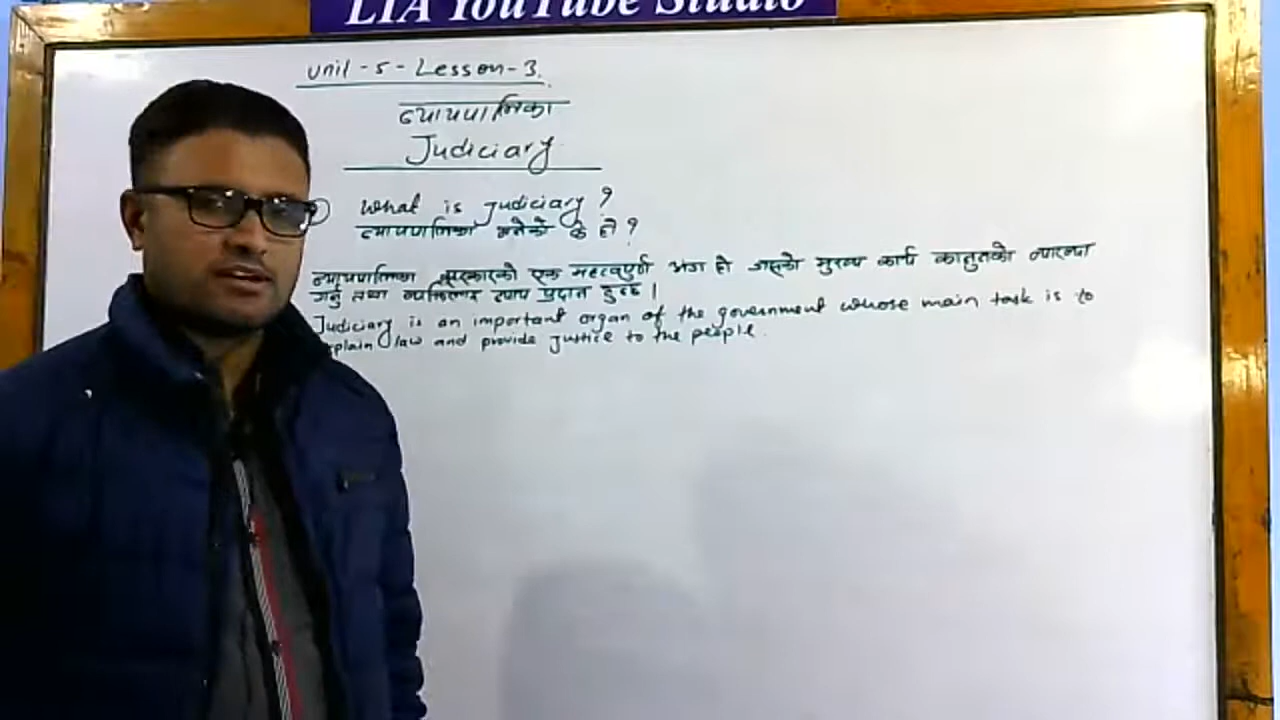 LIA YouTube Studio
Unit - 5 - Lesson - 3.
न्यायपालिका
Judiciary
What is judiciary ?
न्यायपालिका भनेको के हो ?
न्यायपालिका सरकारको एक महत्वपुर्ण अंग हो जसको मुख्य कार्य कानुनको व्याख्या
गर्नु तथा व्यक्तिलाइ न्याय प्रदान हुन्छ ।
Judiciary is an important organ of the government whose main task is to
plain law and provide justice to the people.